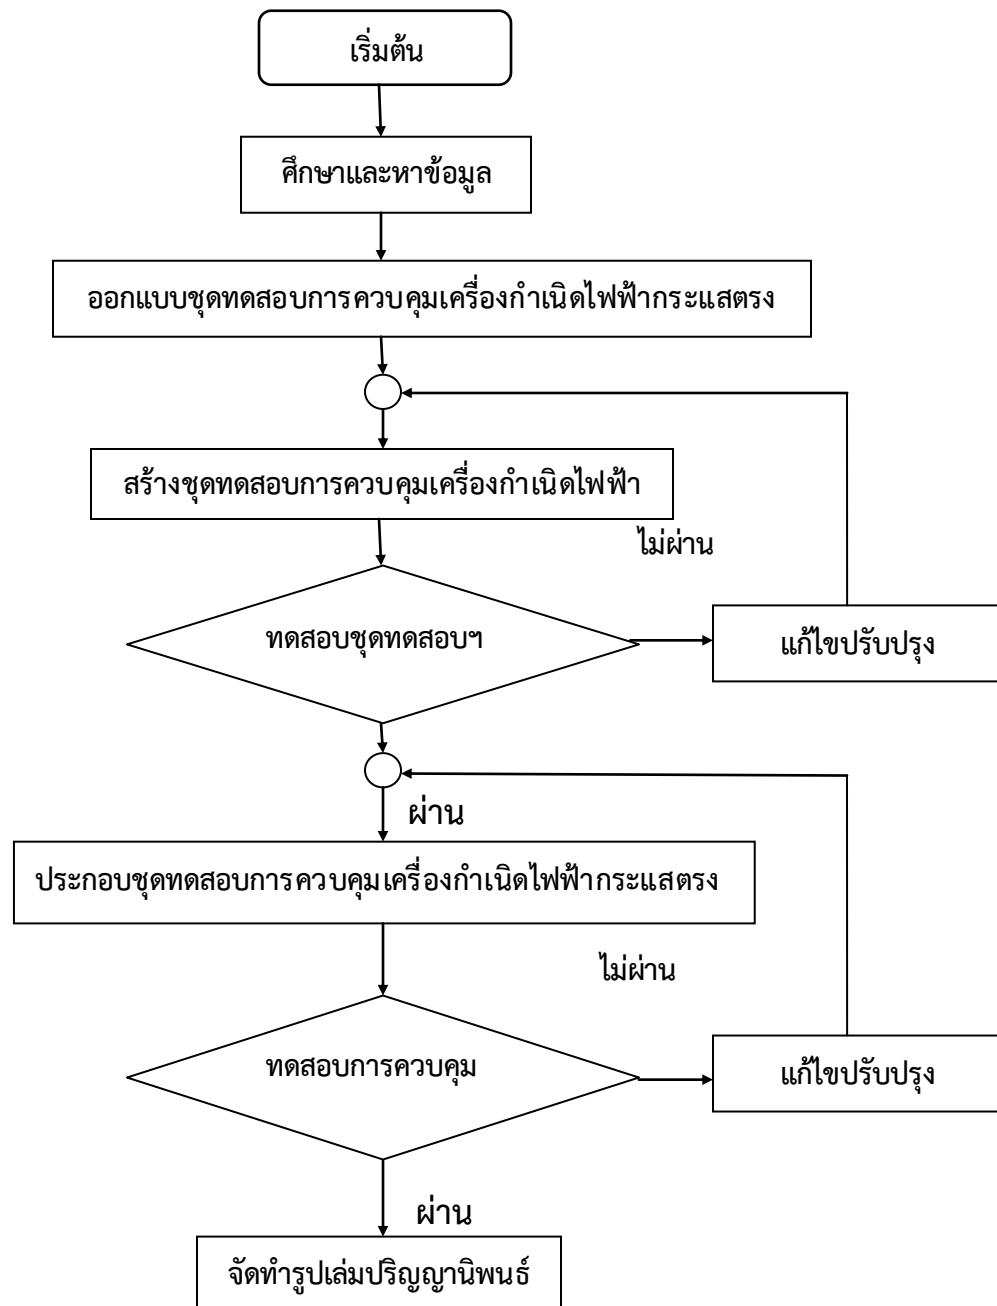 เริ่มต้น
ศึกษาและหาข้อมูล
ออกแบบชุดทดสอบการควบคุมเครื่องกำเนิดไฟฟ้ากระแสตรง
สร้างชุดทดสอบการควบคุมเครื่องกำเนิดไฟฟ้า
ไม่ผ่าน
ทดสอบชุดทดสอบฯ
แก้ไขปรับปรุง
ผ่าน
ประกอบชุดทดสอบการควบคุมเครื่องกำเนิดไฟฟ้ากระแสตรง
ไม่ผ่าน
ทดสอบการควบคุม
แก้ไขปรับปรุง
ผ่าน
จัดทำรูปเล่มปริญญานิพนธ์